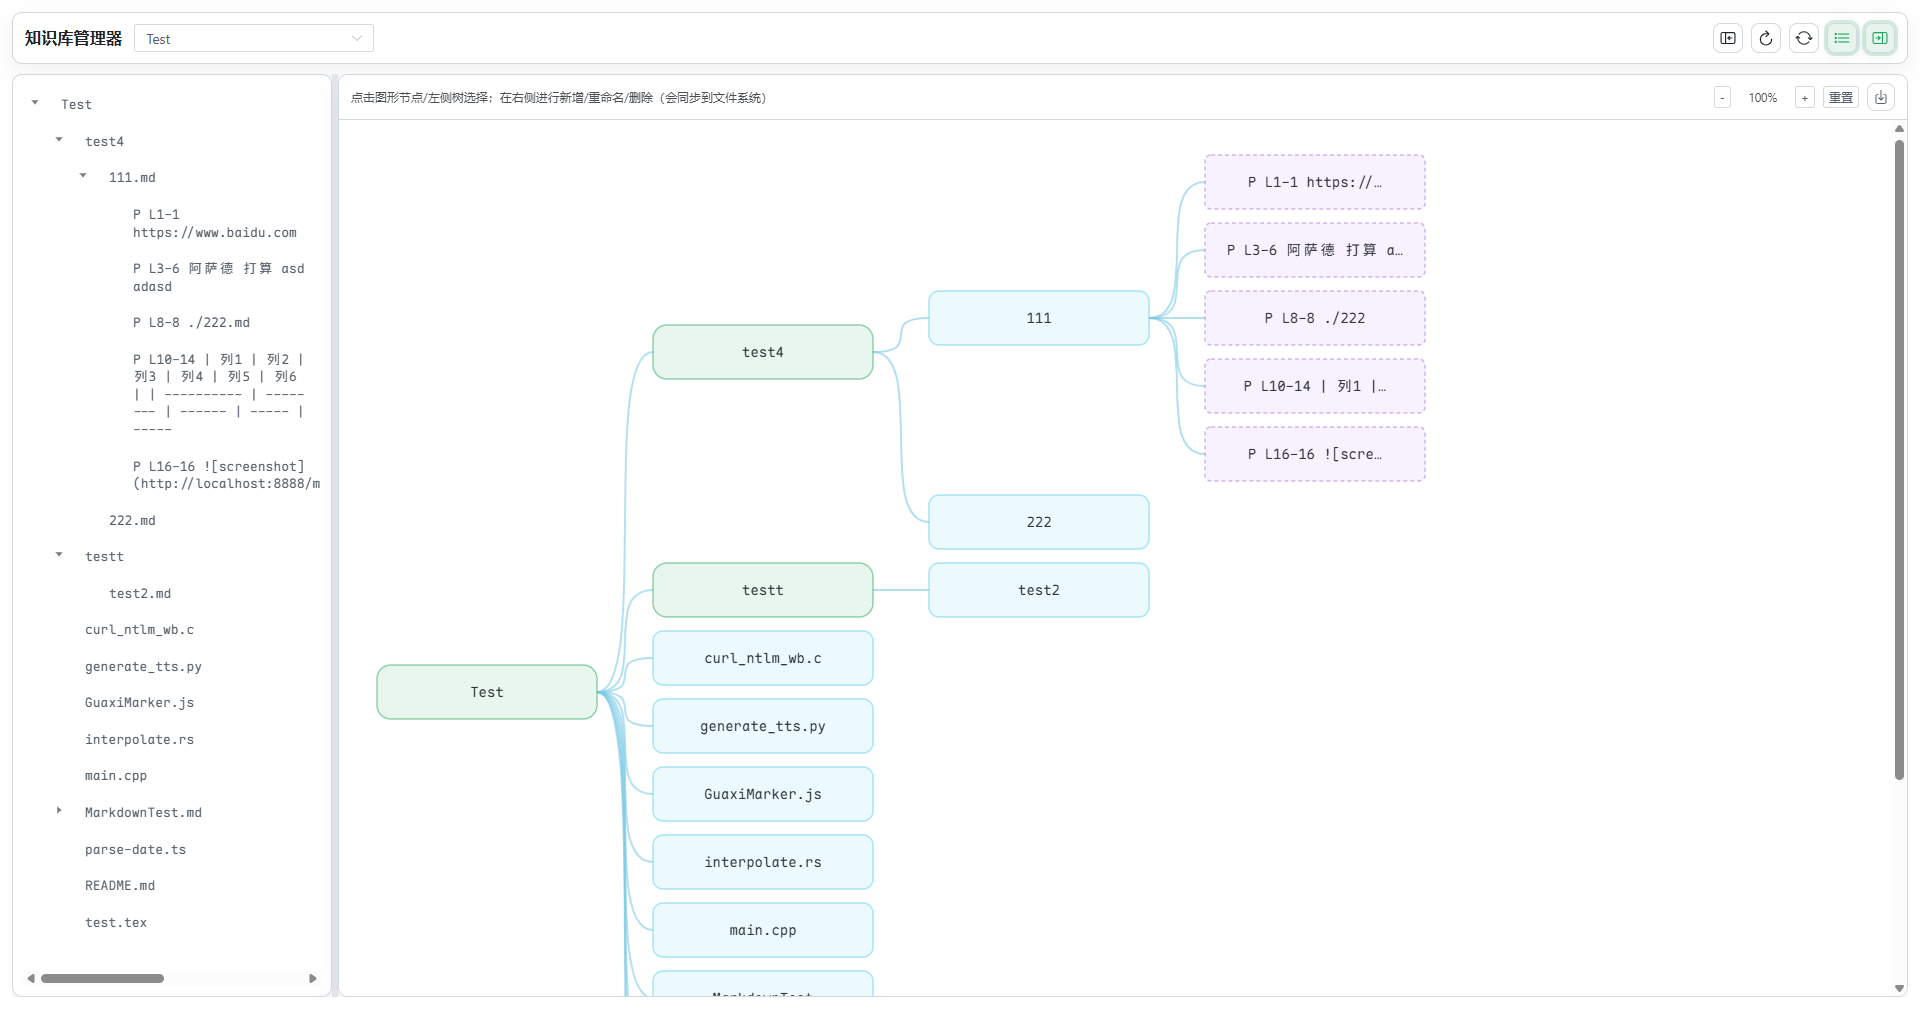 知识库管理器
Test
点击图形节点/左侧树选择；在右侧进行新增/重命名/删除（会同步到文件系统）
-
100%
+
重置
Test
test4
111.md
P L1-1
https://www.baidu.com
P L3-6 阿萨德 打算 asd
adasd
P L8-8 ./222.md
P L10-14 | 列1 | 列2 |
列3 | 列4 | 列5 | 列6
| | ---------- | -----
--- | ------ | ----- |
-----
P L16-16 ![screenshot]
(http://localhost:8888/m
222.md
testt
test2.md
curl_ntlm_wb.c
generate_tts.py
GuaxiMarker.js
interpolate.rs
main.cpp
MarkdownTest.md
parse-date.ts
README.md
test.tex
Test
test4
testt
curl_ntlm_wb.c
generate_tts.py
GuaxiMarker.js
interpolate.rs
main.cpp
MarkdownTest
111
222
test2
P L1-1 https://…
P L3-6 阿萨德 打算 a…
P L8-8 ./222
P L10-14 | 列1 |…
P L16-16 ![scre…